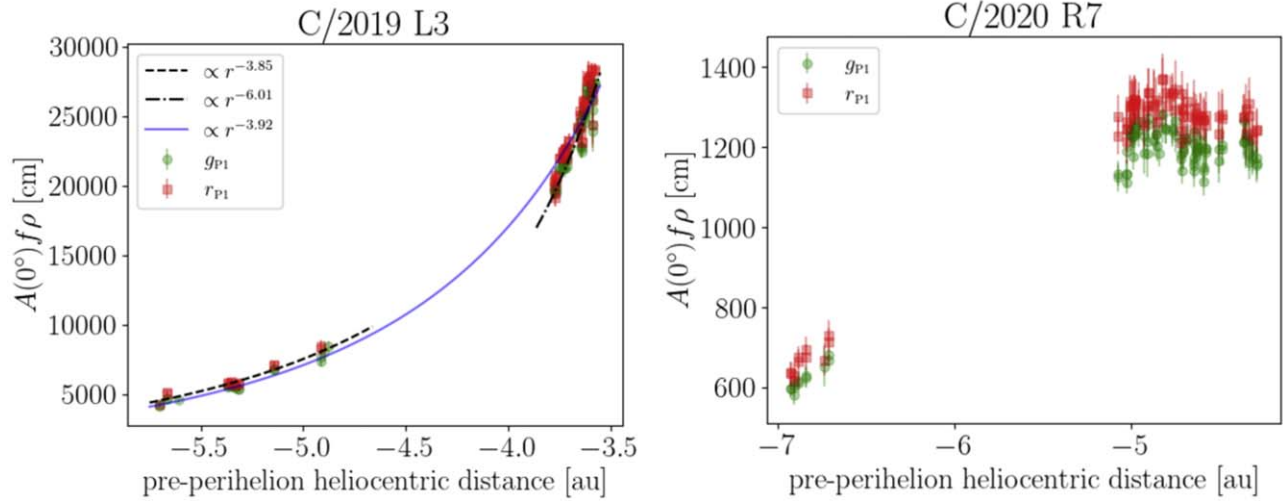 C/2019 L3
30000
25000
20000
15000
10000
5000
A(0°)fρ [cm]
∝ r^−3.85
∝ r^−6.01
∝ r^−3.92
g_P1
r_P1
−5.5 −5.0 −4.5 −4.0 −3.5
pre-perihelion heliocentric distance [au]
C/2020 R7
1400
1200
1000
800
600
A(0°)fρ [cm]
g_P1
r_P1
−7 −6 −5
pre-perihelion heliocentric distance [au]